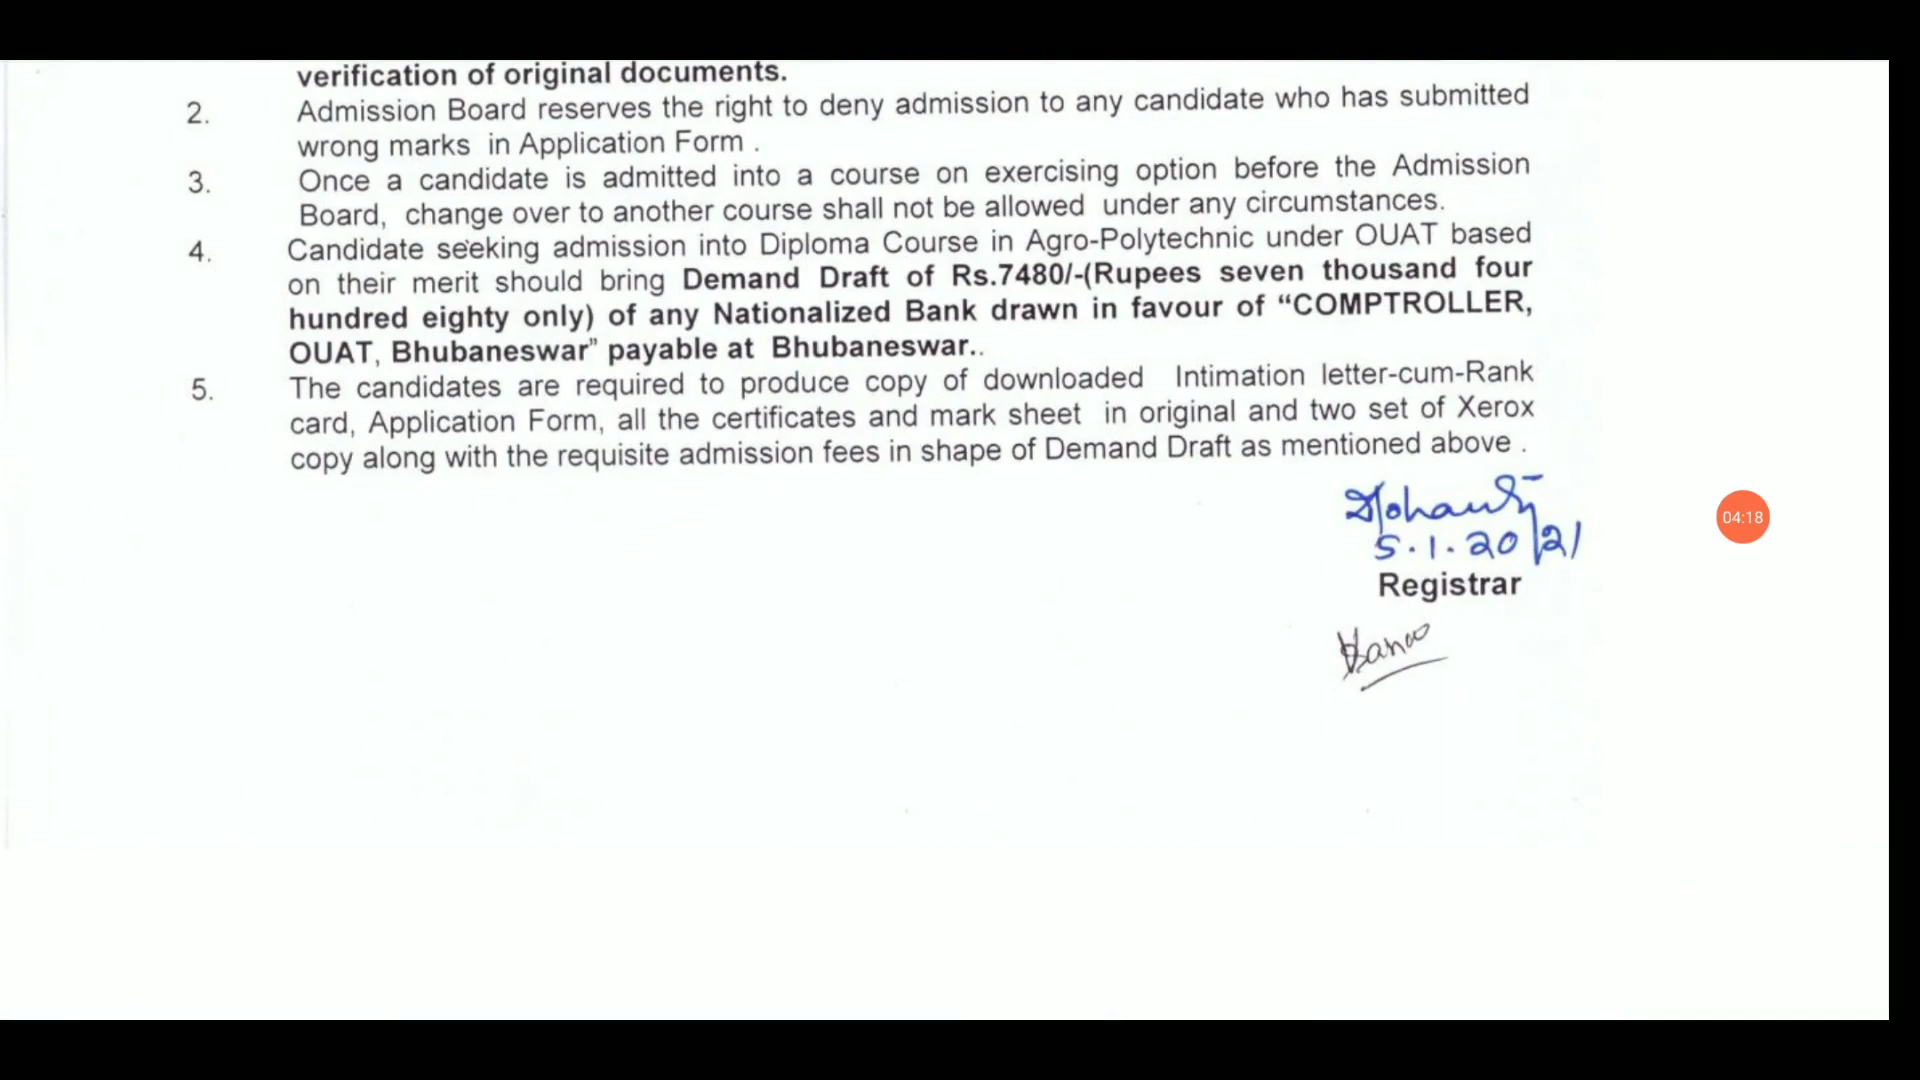 verification of original documents.
2. Admission Board reserves the right to deny admission to any candidate who has submitted
wrong marks in Application Form .
3. Once a candidate is admitted into a course on exercising option before the Admission
Board, change over to another course shall not be allowed under any circumstances.
4. Candidate seeking admission into Diploma Course in Agro-Polytechnic under OUAT based
on their merit should bring Demand Draft of Rs.7480/-(Rupees seven thousand four
hundred eighty only) of any Nationalized Bank drawn in favour of “COMPTROLLER,
OUAT, Bhubaneswar” payable at Bhubaneswar..
5. The candidates are required to produce copy of downloaded Intimation letter-cum-Rank
card, Application Form, all the certificates and mark sheet in original and two set of Xerox
copy along with the requisite admission fees in shape of Demand Draft as mentioned above .
5.1.2021
Registrar
04:18